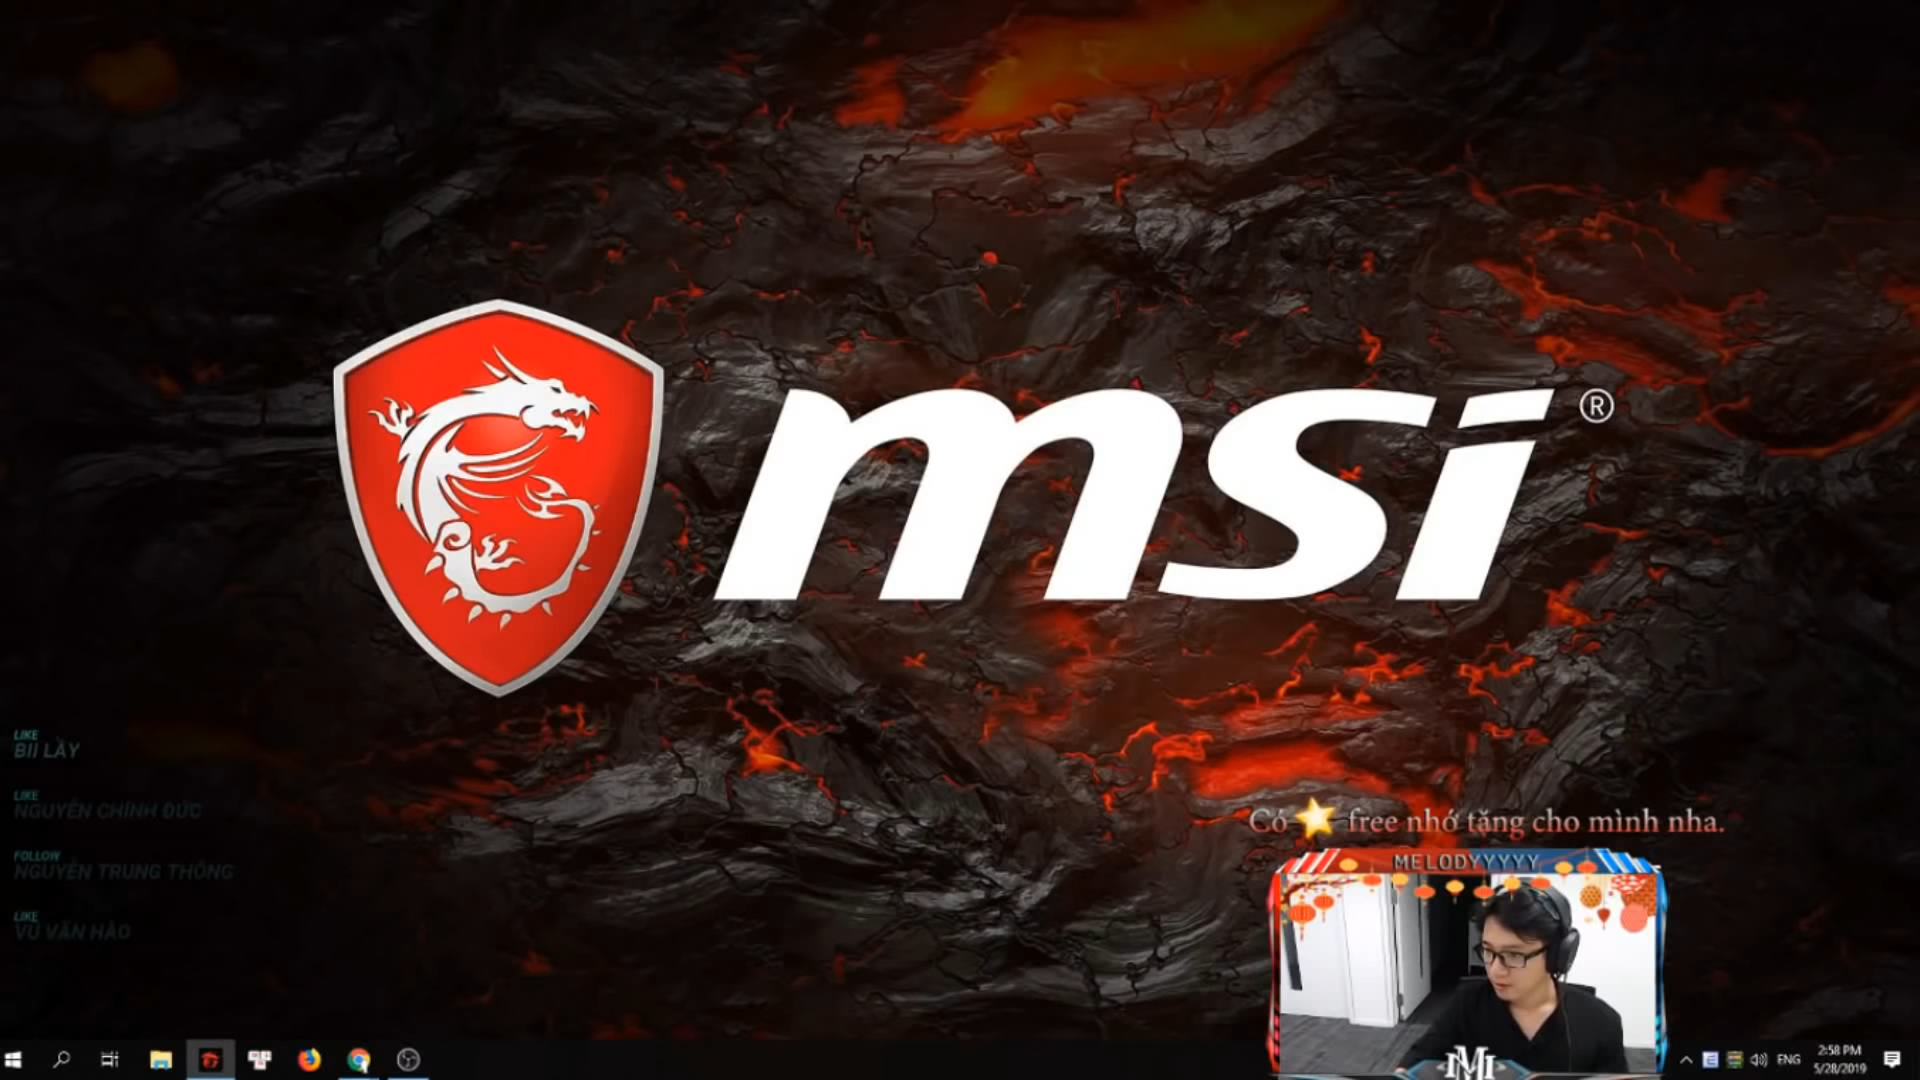 msi®
LIKE
BII LẦY
LIKE
NGUYỄN CHÍNH ĐỨC
FOLLOW
NGUYỄN TRUNG THÔNG
LIKE
VŨ VĂN HÀO
Có ⭐ free nhớ tặng cho mình nha.
MELODYYYYY
ENG
2:58 PM
5/28/2019